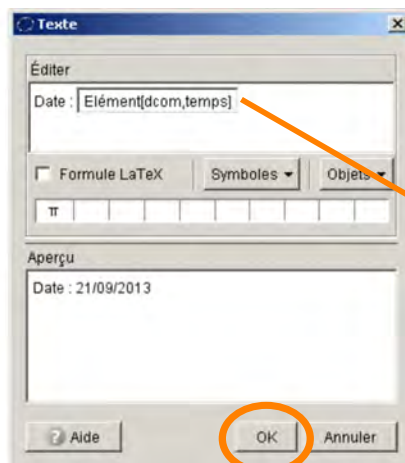 Texte
Éditer
Date : Elément[dcom,temps]
Formule LaTeX Symboles Objets
π
Aperçu
Date : 21/09/2013
Aide OK Annuler